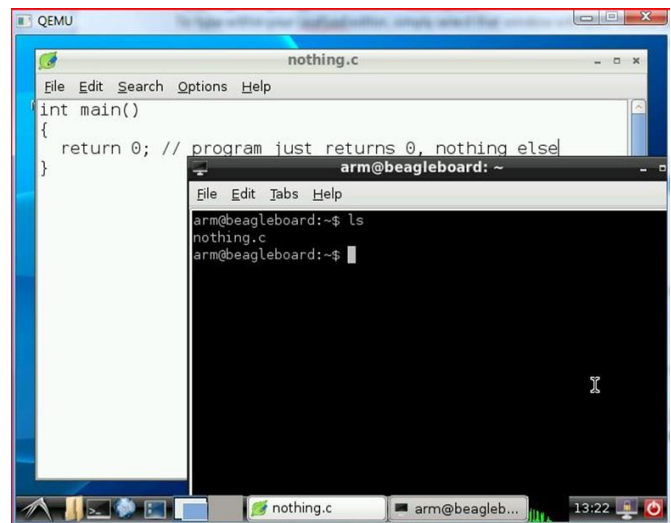 QEMU
nothing.c
File Edit Search Options Help
int main()
{
return 0; // program just returns 0, nothing else
}
arm@beagleboard: ~
File Edit Tabs Help
arm@beagleboard:~$ ls
nothing.c
arm@beagleboard:~$
nothing.c
arm@beagleb...
13:22